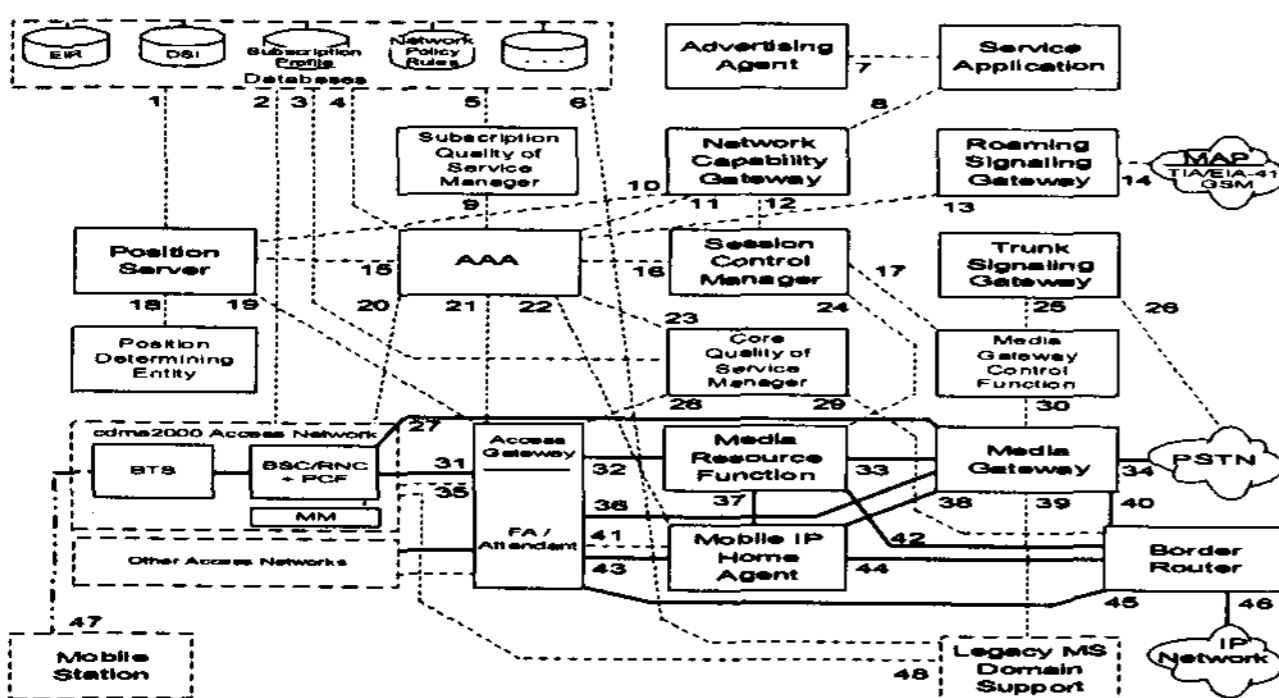 EIR
DSI
Subscription
Profile
Network
Policy
Rules
...
Databases
Advertising
Agent
Service
Application
1
2
3
4
5
6
7
8
Subscription
Quality of
Service
Manager
Network
Capability
Gateway
Roaming
Signaling
Gateway
MAP
TIA/EIA-41
GSM
9
10
11
12
13
14
Position
Server
AAA
Session
Control
Manager
Trunk
Signaling
Gateway
15
16
17
18
19
20
21
22
23
24
25
26
Position
Determining
Entity
Core
Quality of
Service
Manager
Media
Gateway
Control
Function
27
28
29
30
cdma2000 Access Network
BTS
BSC/RNC
+ PCF
MM
Access
Gateway
FA /
Attendant
Media
Resource
Function
Media
Gateway
PSTN
31
32
33
34
35
36
37
38
39
40
Other Access Networks
Mobile IP
Home
Agent
Border
Router
41
42
43
44
45
46
47
Mobile
Station
48
Legacy MS
Domain
Support
IP
Network